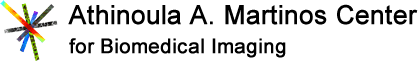 Athinoula A. Martinos Center
for Biomedical Imaging